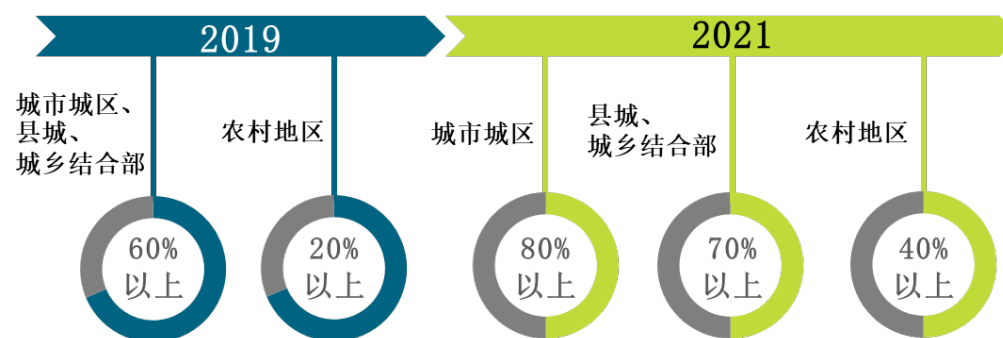 2019
2021
城市城区、
县城、
城乡结合部
农村地区
城市城区
县城、
城乡结合部
农村地区
60%
以上
20%
以上
80%
以上
70%
以上
40%
以上